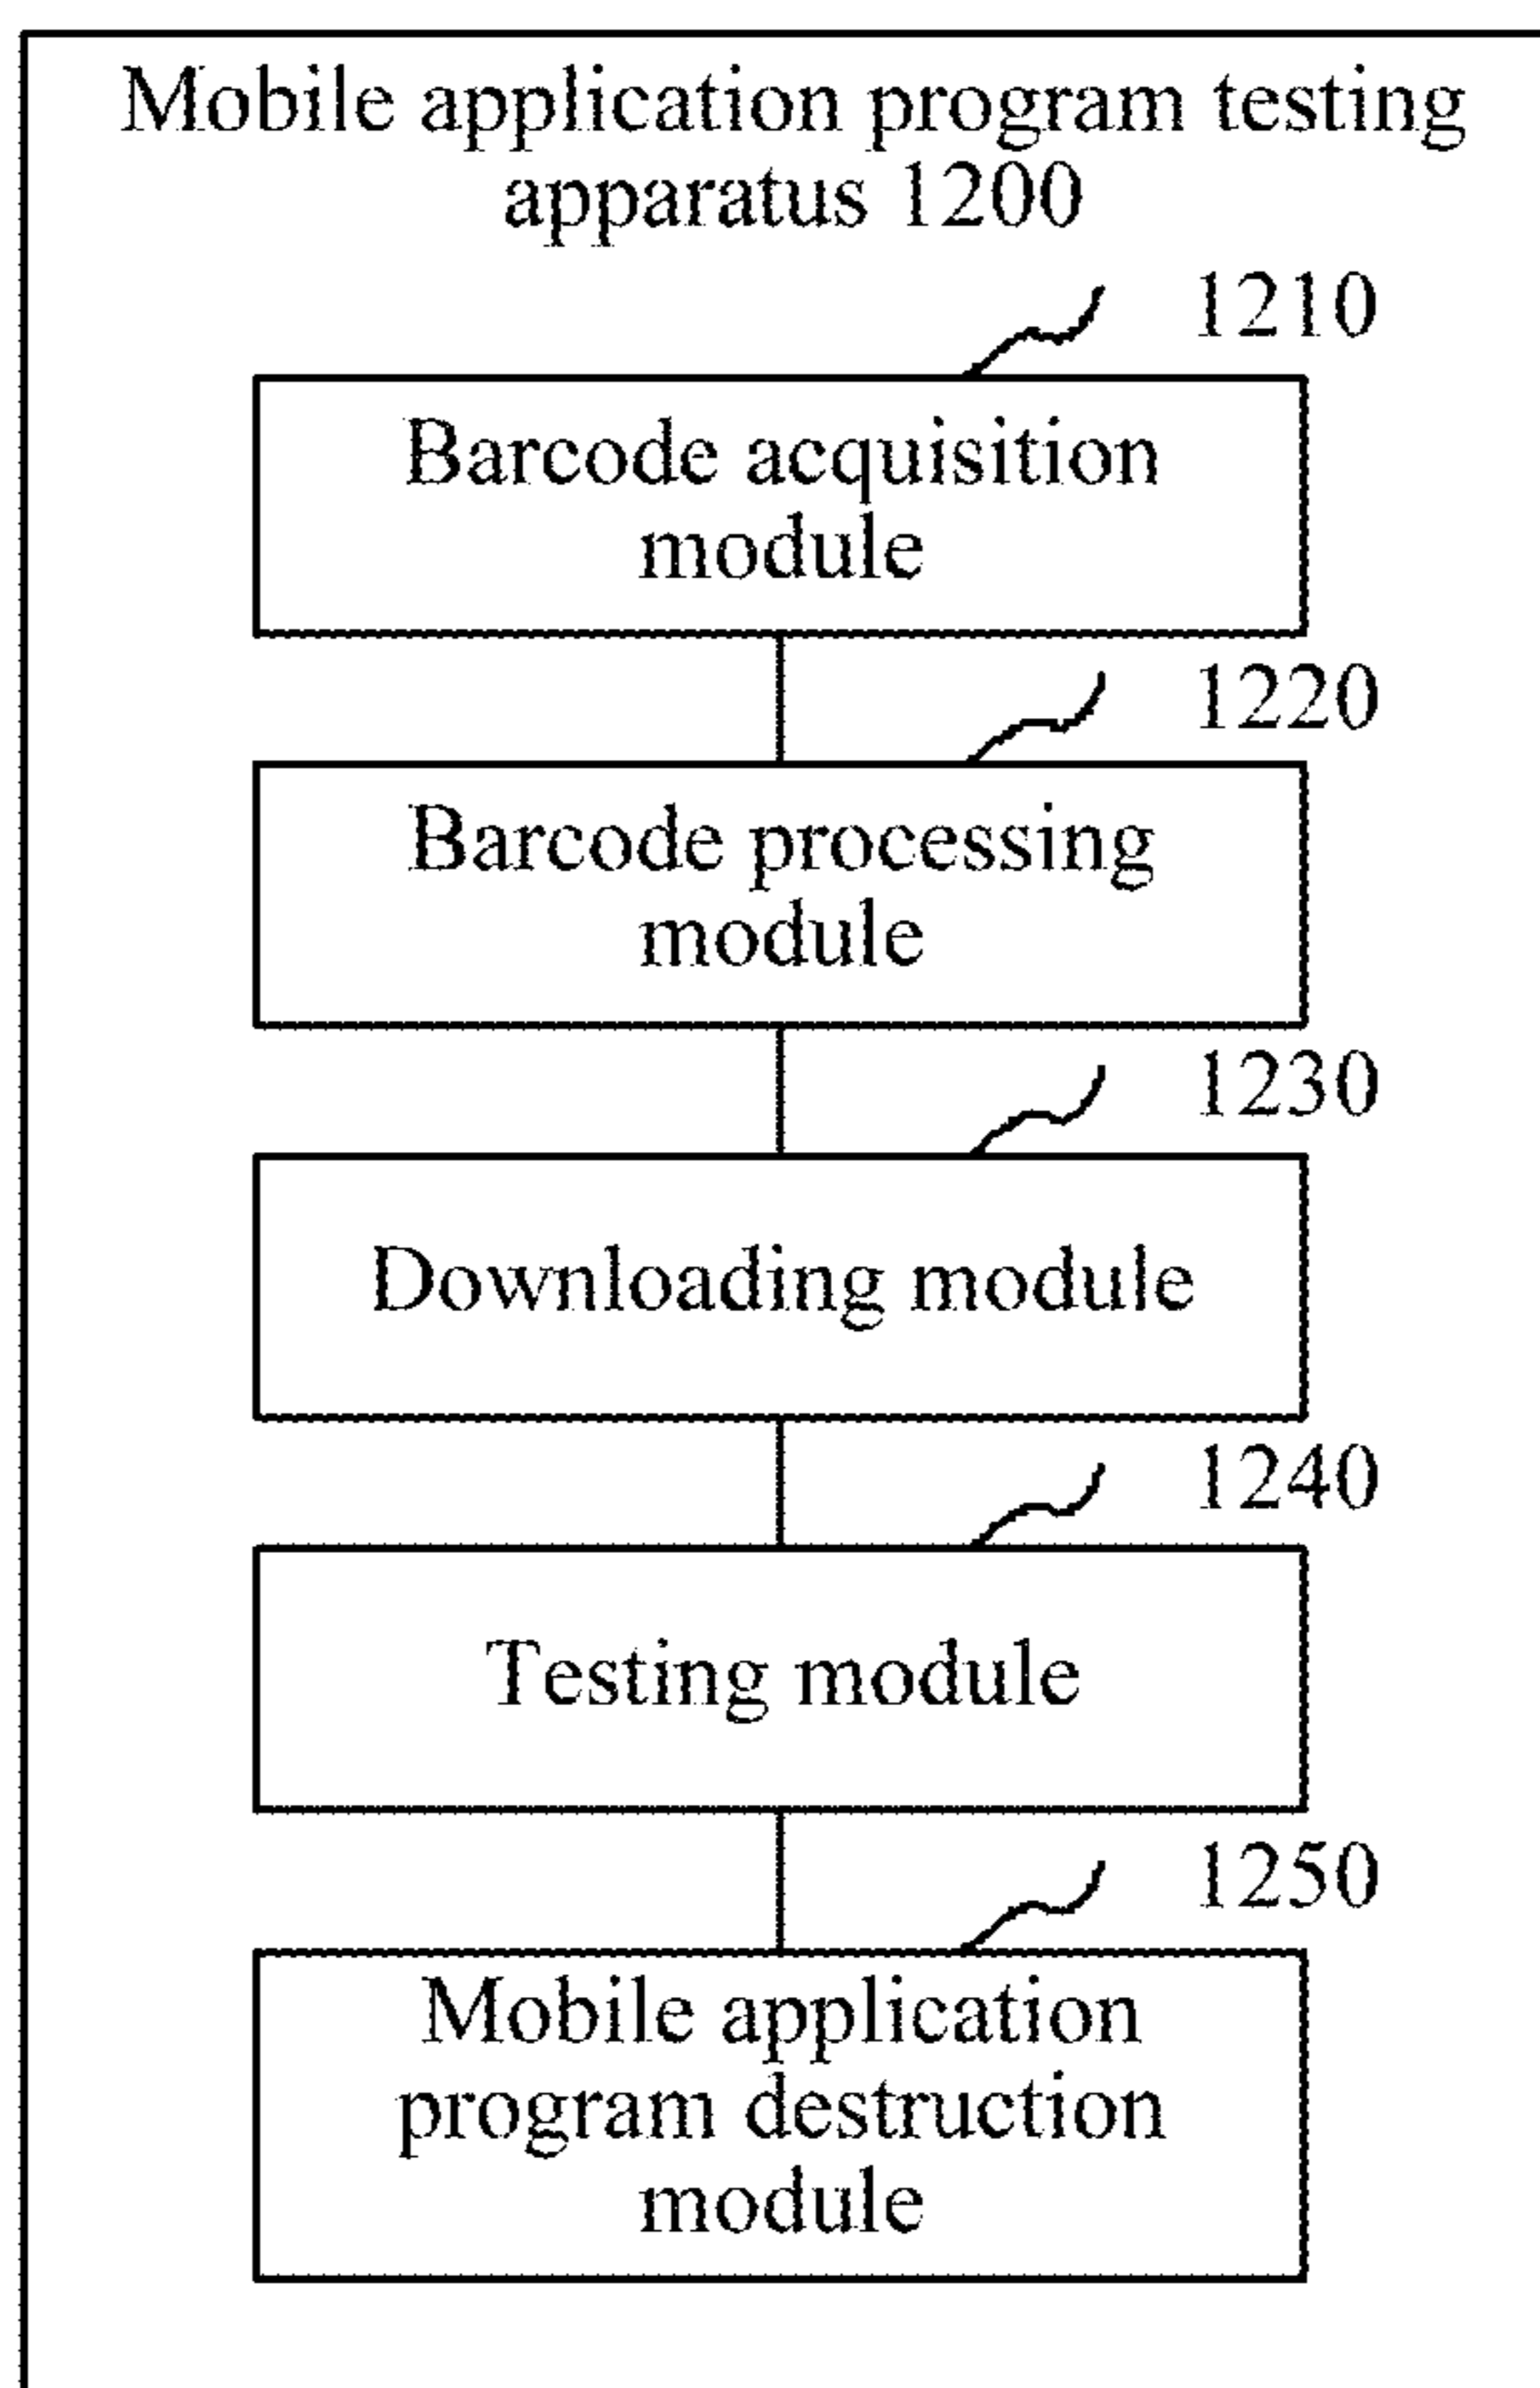 Mobile application program testing
apparatus 1200
1210
Barcode acquisition
module
1220
Barcode processing
module
1230
Downloading module
1240
Testing module
1250
Mobile application
program destruction
module